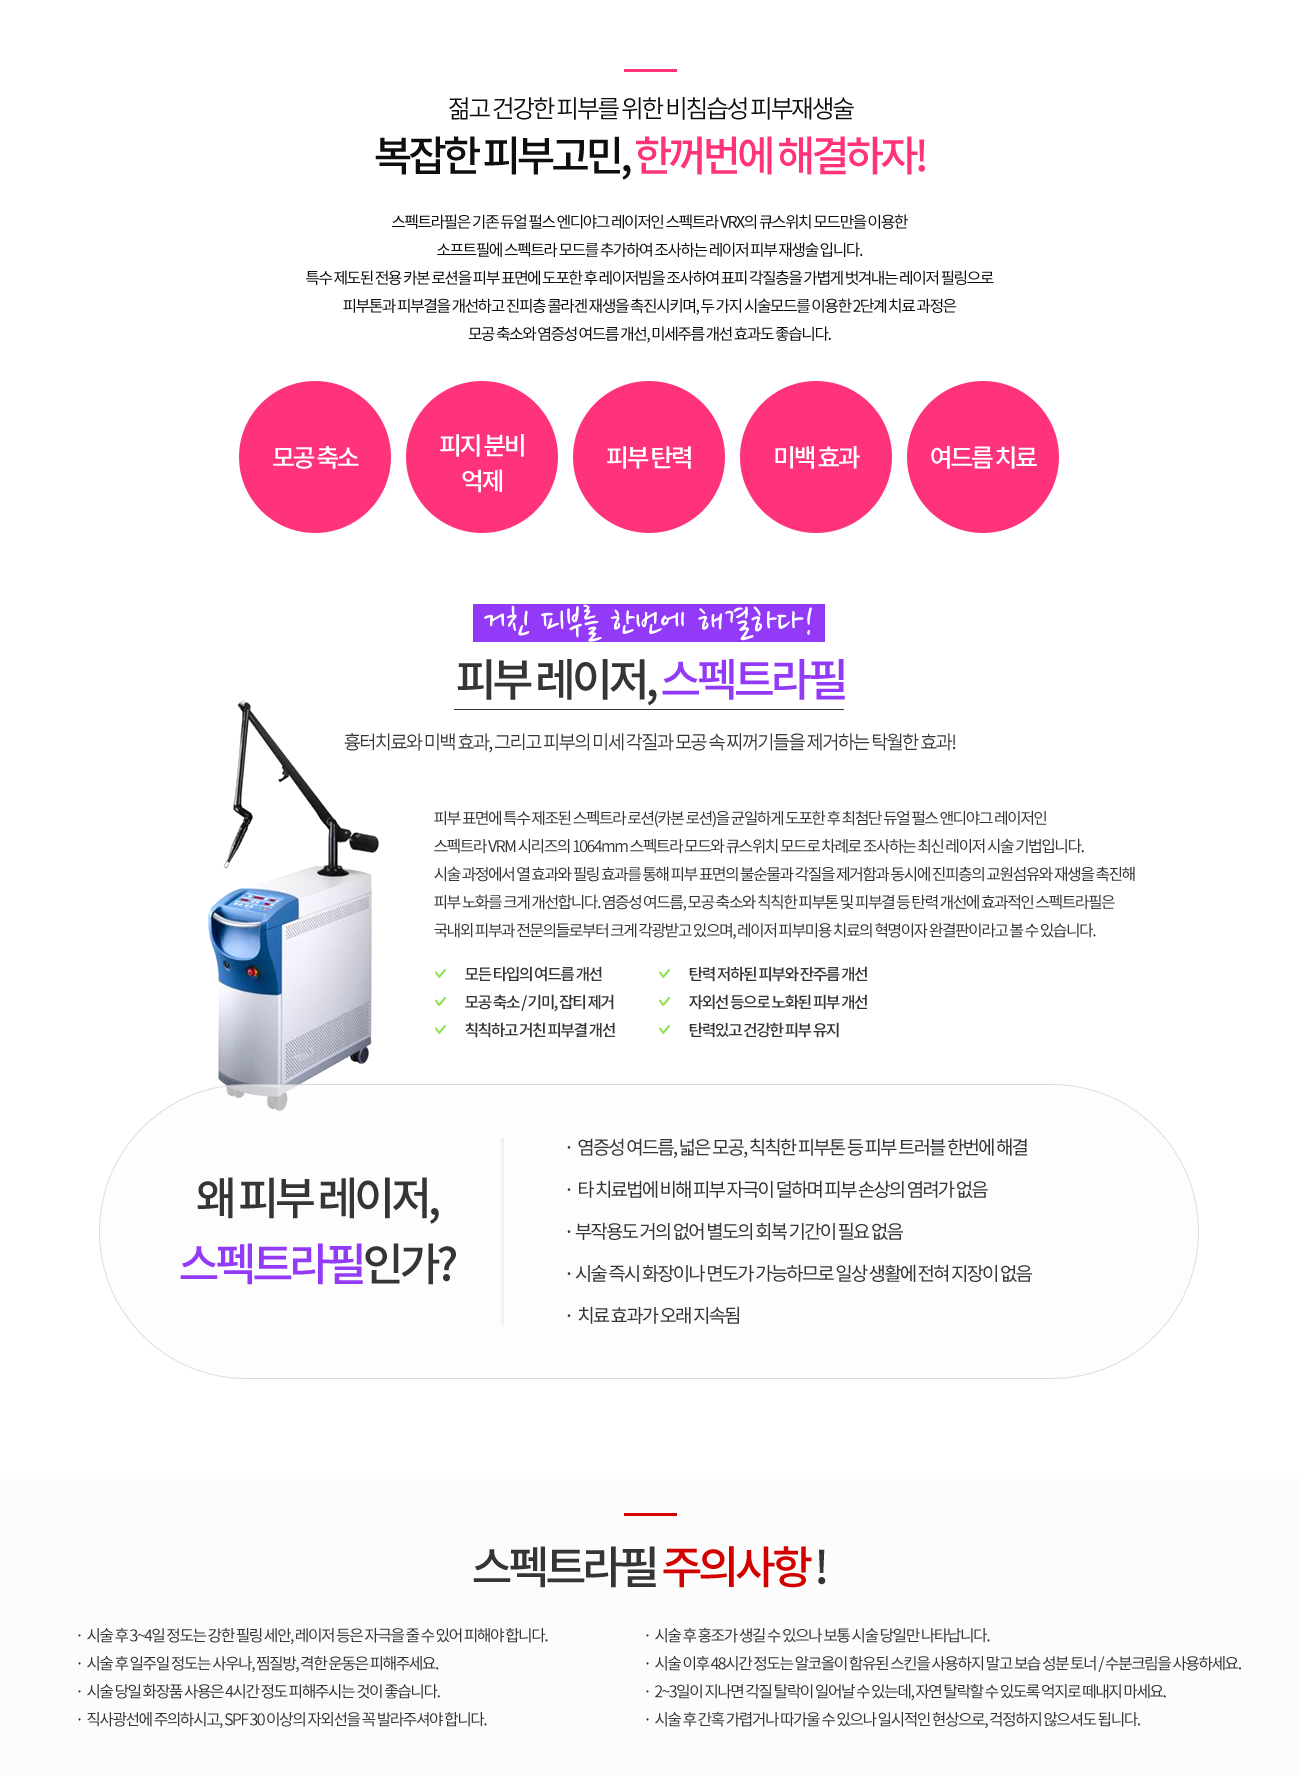 젊고 건강한 피부를 위한 비침습성 피부재생술
복잡한 피부고민, 한꺼번에 해결하자!
스펙트라필은 기존 듀얼 펄스 엔디야그 레이저인 스펙트라 VRX의 큐스위치 모드만을 이용한
소프트필에 스펙트라 모드를 추가하여 조사하는 레이저 피부 재생술 입니다.
특수 제도된 전용 카본 로션을 피부 표면에 도포한 후 레이저빔을 조사하여 표피 각질층을 가볍게 벗겨내는 레이저 필링으로
피부톤과 피부결을 개선하고 진피층 콜라겐 재생을 촉진시키며, 두 가지 시술모드를 이용한 2단계 치료 과정은
모공 축소와 염증성 여드름 개선, 미세주름 개선 효과도 좋습니다.
모공 축소
피지 분비
억제
피부 탄력
미백 효과
여드름 치료
거친 피부를 한번에 해결하다!
피부 레이저, 스펙트라필
흉터치료와 미백 효과, 그리고 피부의 미세 각질과 모공 속 찌꺼기들을 제거하는 탁월한 효과!
피부 표면에 특수 제조된 스펙트라 로션(카본 로션)을 균일하게 도포한 후 최첨단 듀얼 펄스 앤디야그 레이저인
스펙트라 VRM 시리즈의 1064mm 스펙트라 모드와 큐스위치 모드로 차례로 조사하는 최신 레이저 시술 기법입니다.
시술 과정에서 열 효과와 필링 효과를 통해 피부 표면의 불순물과 각질을 제거함과 동시에 진피층의 교원섬유와 재생을 촉진해
피부 노화를 크게 개선합니다. 염증성 여드름, 모공 축소와 칙칙한 피부톤 및 피부결 등 탄력 개선에 효과적인 스펙트라필은
국내외 피부과 전문의들로부터 크게 각광받고 있으며, 레이저 피부미용 치료의 혁명이자 완결판이라고 볼 수 있습니다.
모든 타입의 여드름 개선
탄력 저하된 피부와 잔주름 개선
모공 축소 / 기미, 잡티 제거
자외선 등으로 노화된 피부 개선
칙칙하고 거친 피부결 개선
탄력있고 건강한 피부 유지
왜 피부 레이저,
스펙트라필인가?
· 염증성 여드름, 넓은 모공, 칙칙한 피부톤 등 피부 트러블 한번에 해결
· 타 치료법에 비해 피부 자극이 덜하며 피부 손상의 염려가 없음
· 부작용도 거의 없어 별도의 회복 기간이 필요 없음
· 시술 즉시 화장이나 면도가 가능하므로 일상 생활에 전혀 지장이 없음
· 치료 효과가 오래 지속됨
스펙트라필 주의사항 !
· 시술 후 3~4일 정도는 강한 필링 세안, 레이저 등은 자극을 줄 수 있어 피해야 합니다.
· 시술 후 일주일 정도는 사우나, 찜질방, 격한 운동은 피해주세요.
· 시술 당일 화장품 사용은 4시간 정도 피해주시는 것이 좋습니다.
· 직사광선에 주의하시고, SPF 30 이상의 자외선을 꼭 발라주셔야 합니다.
· 시술 후 홍조가 생길 수 있으나 보통 시술 당일만 나타납니다.
· 시술 이후 48시간 정도는 알코올이 함유된 스킨을 사용하지 말고 보습 성분 토너 / 수분크림을 사용하세요.
· 2~3일이 지나면 각질 탈락이 일어날 수 있는데, 자연 탈락할 수 있도록 억지로 떼내지 마세요.
· 시술 후 간혹 가렵거나 따가울 수 있으나 일시적인 현상으로, 걱정하지 않으셔도 됩니다.